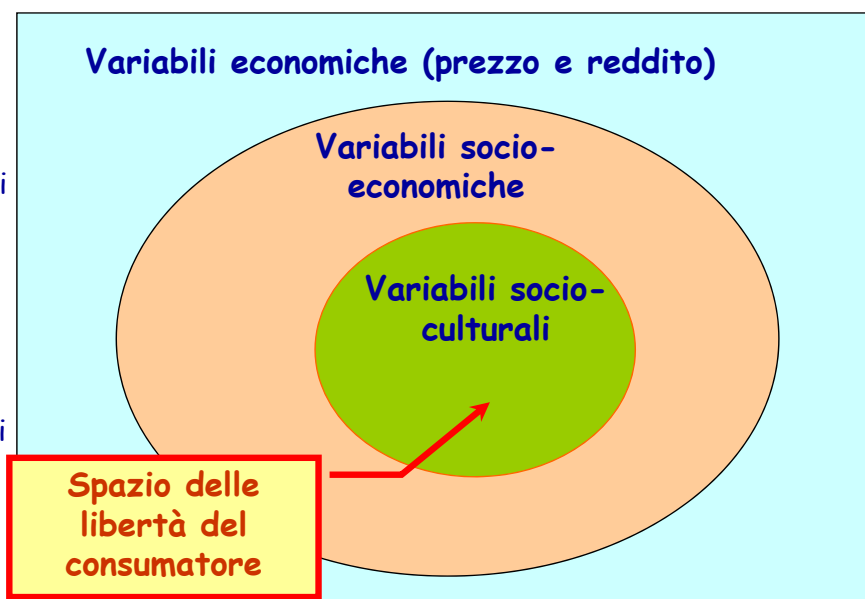 Variabili economiche (prezzo e reddito)
Variabili socio-
economiche
i
Variabili socio-
culturali
i
Spazio delle
libertà del
consumatore